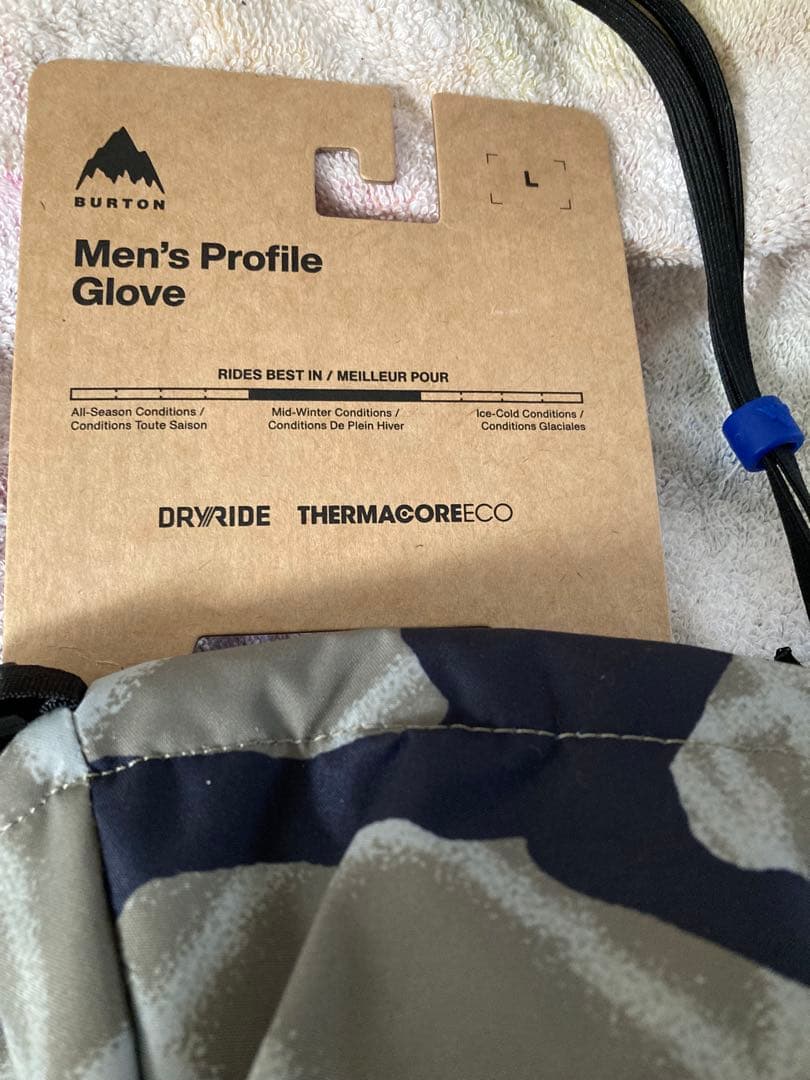 BURTON
L
Men's Profile
Glove
RIDES BEST IN / MEILLEUR POUR
All-Season Conditions /
Conditions Toute Saison
Mid-Winter Conditions /
Conditions De Plein Hiver
Ice-Cold Conditions /
Conditions Glaciales
DRYRIDE THERMACOREECO